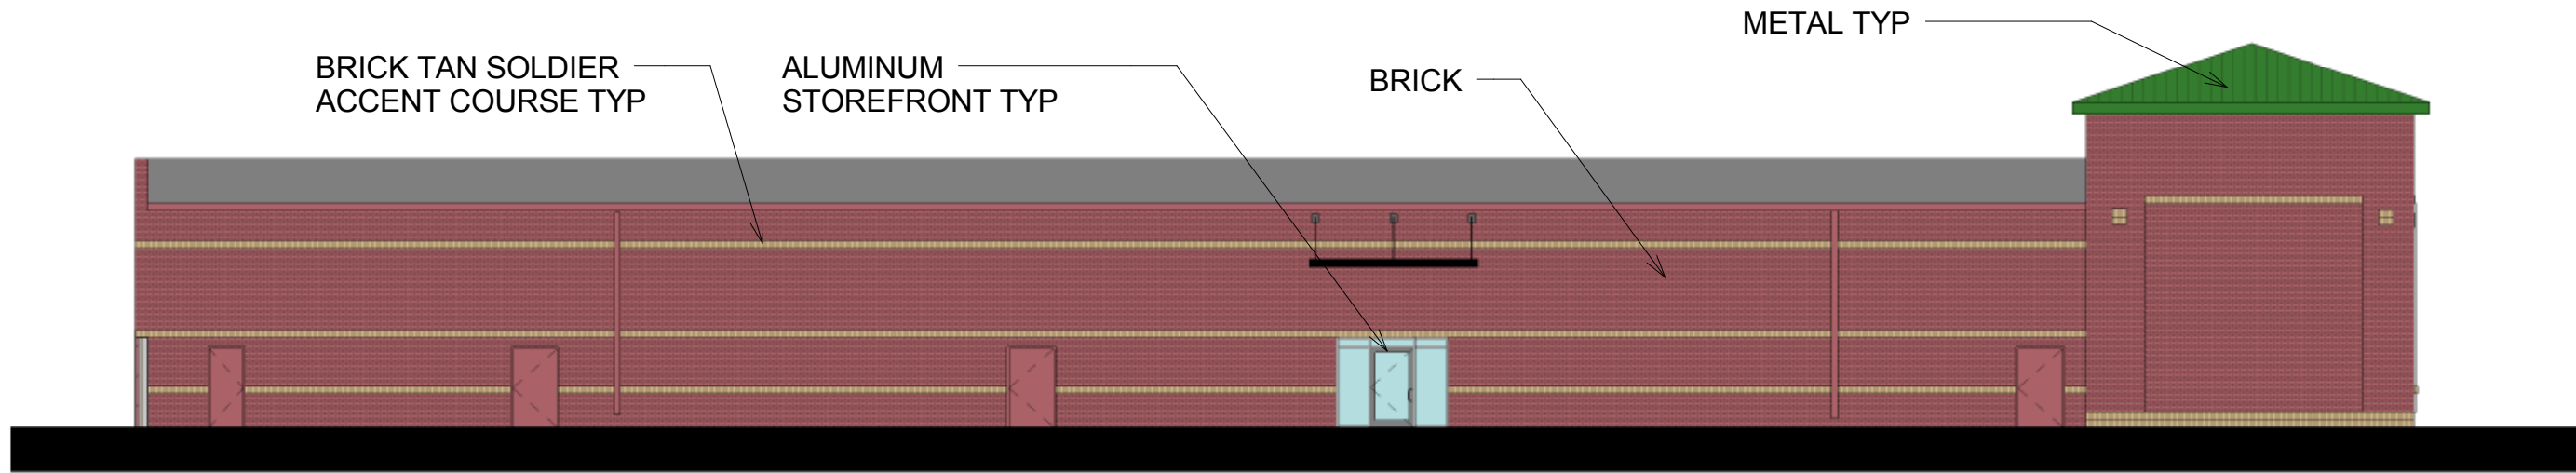 METAL TYP
BRICK TAN SOLDIER
ACCENT COURSE TYP
ALUMINUM
STOREFRONT TYP
BRICK